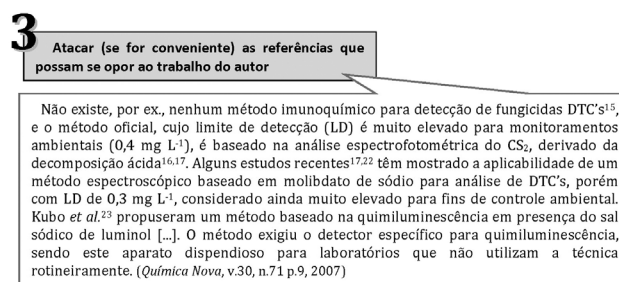 3
Atacar (se for conveniente) as referências que
possam se opor ao trabalho do autor
Não existe, por ex., nenhum método imunoquímico para detecção de fungicidas DTC's¹⁵,
e o método oficial, cujo limite de detecção (LD) é muito elevado para monitoramentos
ambientais (0,4 mg L⁻¹), é baseado na análise espectrofotométrica do CS₂, derivado da
decomposição ácida¹⁶,¹⁷. Alguns estudos recentes¹⁷,²² têm mostrado a aplicabilidade de um
método espectroscópico baseado em molibdato de sódio para análise de DTC's, porém
com LD de 0,3 mg L⁻¹, considerado ainda muito elevado para fins de controle ambiental.
Kubo et al.²³ propuseram um método baseado na quimiluminescência em presença do sal
sódico de luminol [...]. O método exigiu o detector específico para quimiluminescência,
sendo este aparato dispendioso para laboratórios que não utilizam a técnica
rotineiramente. (Química Nova, v.30, n.71 p.9, 2007)